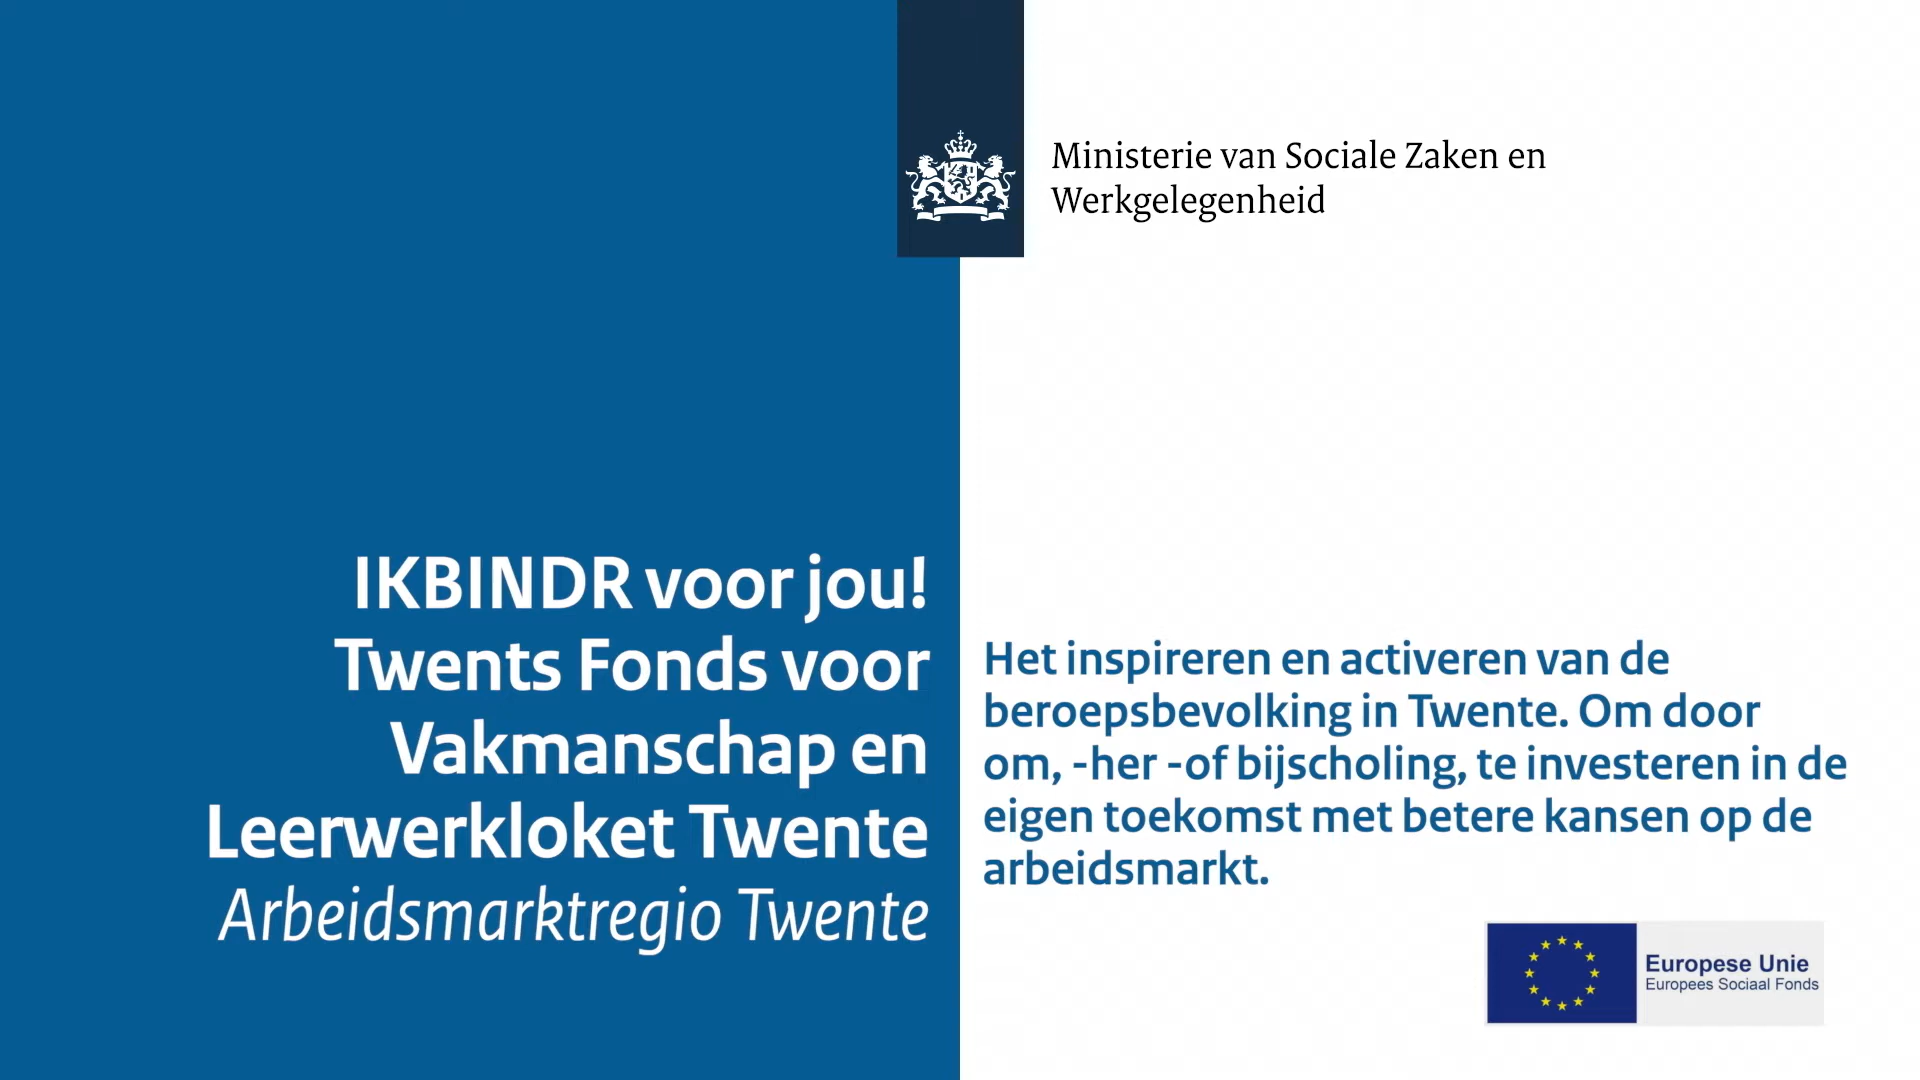 Ministerie van Sociale Zaken en
Werkgelegenheid
IKBINDR voor jou!
Twents Fonds voor
Vakmanschap en
Leerwerkloket Twente
Arbeidsmarktregio Twente
Het inspireren en activeren van de
beroepsbevolking in Twente. Om door
om, -her -of bijscholing, te investeren in de
eigen toekomst met betere kansen op de
arbeidsmarkt.
Europese Unie
Europees Sociaal Fonds